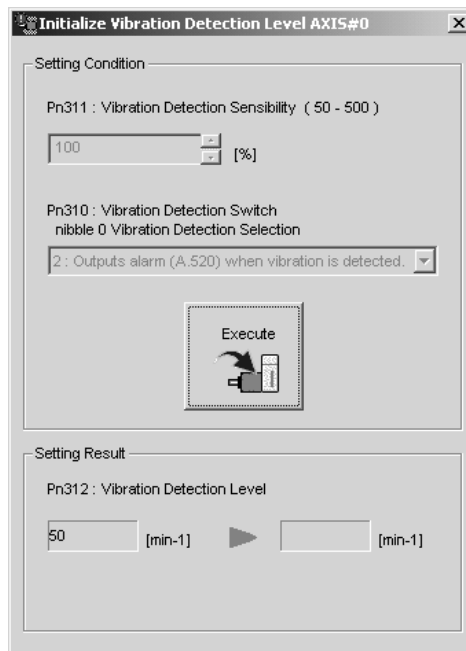 Initialize Vibration Detection Level AXIS#0
Setting Condition
Pn311 : Vibration Detection Sensibility ( 50 - 500 )
100
[%]
Pn310 : Vibration Detection Switch
nibble 0 Vibration Detection Selection
2 : Outputs alarm (A.520) when vibration is detected.
Execute
Setting Result
Pn312 : Vibration Detection Level
50 [min-1] [min-1]